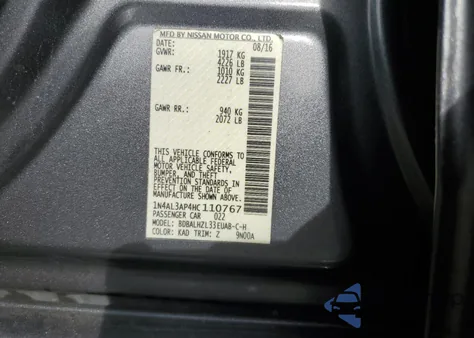 MFD BY NISSAN MOTOR CO., LTD.
DATE: 08/16
GVWR: 1917 KG
4226 LB
GAWR FR.: 1010 KG
2227 LB
GAWR RR.: 940 KG
2072 LB
THIS VEHICLE CONFORMS TO
ALL APPLICABLE FEDERAL
MOTOR VEHICLE SAFETY,
BUMPER, AND THEFT
PREVENTION STANDARDS IN
EFFECT ON THE DATE OF
MANUFACTURE SHOWN ABOVE.
1N4AL3AP4HC110767
PASSENGER CAR 022
MODEL: BDBALHZL33EUAB-C-H
COLOR: KAD TRIM: Z 9N00A